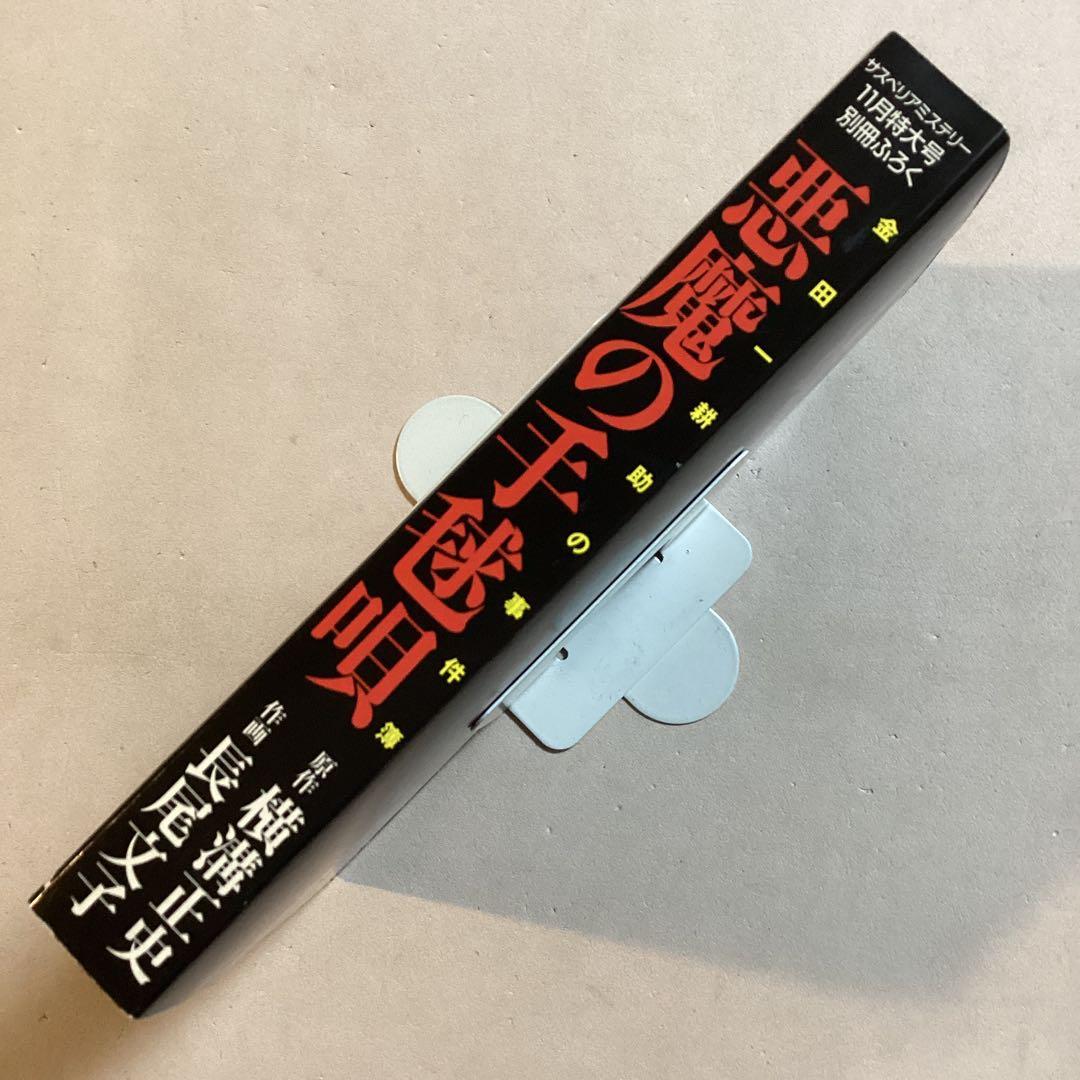 サスペリアミステリー
11月特大号
別冊ふろく
金田一耕助の事件簿
悪魔の手毬唄
原作 横溝正史
作画 長尾文子